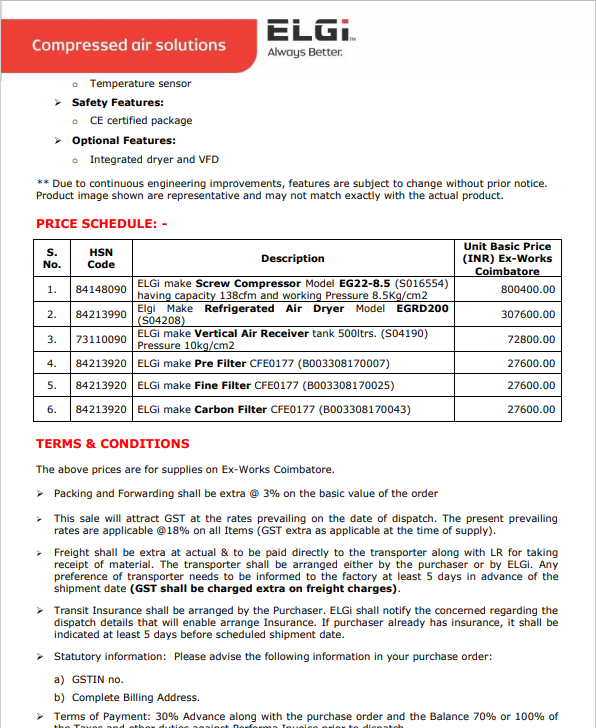 Compressed air solutions
ELGi™
Always Better.
o Temperature sensor
➢ Safety Features:
o CE certified package
➢ Optional Features:
o Integrated dryer and VFD
** Due to continuous engineering improvements, features are subject to change without prior notice.
Product image shown are representative and may not match exactly with the actual product.
PRICE SCHEDULE: -
S. No. HSN Code Description Unit Basic Price (INR) Ex-Works Coimbatore
1. 84148090 ELGi make Screw Compressor Model EG22-8.5 (S016554) having capacity 138cfm and working Pressure 8.5Kg/cm2 800400.00
2. 84213990 Elgi Make Refrigerated Air Dryer Model EGRD200 (S04208) 307600.00
3. 73110090 ELGi make Vertical Air Receiver tank 500ltrs. (S04190) Pressure 10kg/cm2 72800.00
4. 84213920 ELGi make Pre Filter CFE0177 (B003308170007) 27600.00
5. 84213920 ELGi make Fine Filter CFE0177 (B003308170025) 27600.00
6. 84213920 ELGi make Carbon Filter CFE0177 (B003308170043) 27600.00
TERMS & CONDITIONS
The above prices are for supplies on Ex-Works Coimbatore.
➢ Packing and Forwarding shall be extra @ 3% on the basic value of the order
➢ This sale will attract GST at the rates prevailing on the date of dispatch. The present prevailing
rates are applicable @18% on all Items (GST extra as applicable at the time of supply).
➢ Freight shall be extra at actual & to be paid directly to the transporter along with LR for taking
receipt of material. The transporter shall be arranged either by the purchaser or by ELGi. Any
preference of transporter needs to be informed to the factory at least 5 days in advance of the
shipment date (GST shall be charged extra on freight charges).
➢ Transit Insurance shall be arranged by the Purchaser. ELGi shall notify the concerned regarding the
dispatch details that will enable arrange Insurance. If purchaser already has insurance, it shall be
indicated at least 5 days before scheduled shipment date.
➢ Statutory information: Please advise the following information in your purchase order:
a) GSTIN no.
b) Complete Billing Address.
➢ Terms of Payment: 30% Advance along with the purchase order and the Balance 70% or 100% of
the Taxes and other duties against Performa Invoice prior to dispatch.